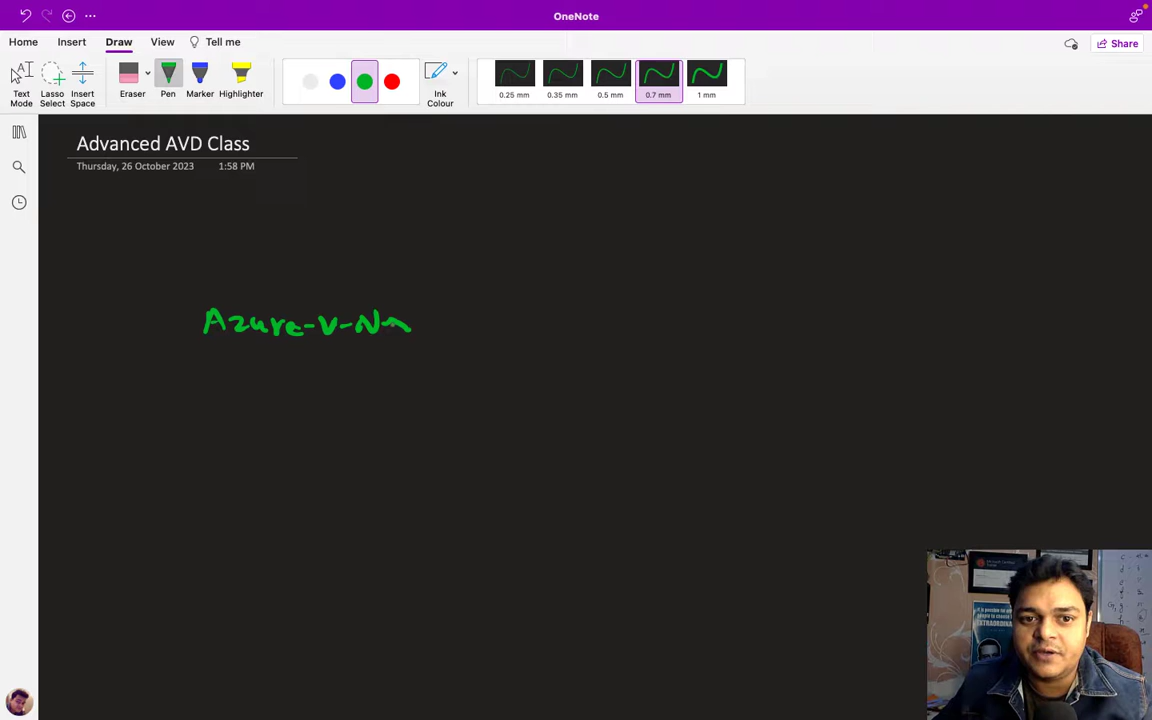 OneNote
Home Insert Draw View Tell me
Share
Text Mode
Lasso Select
Insert Space
Eraser
Pen
Marker
Highlighter
Ink Colour
0.25 mm 0.35 mm 0.5 mm 0.7 mm 1 mm
Advanced AVD Class
Thursday, 26 October 2023 1:58 PM
Azure-V-N
EXTRAORDINA